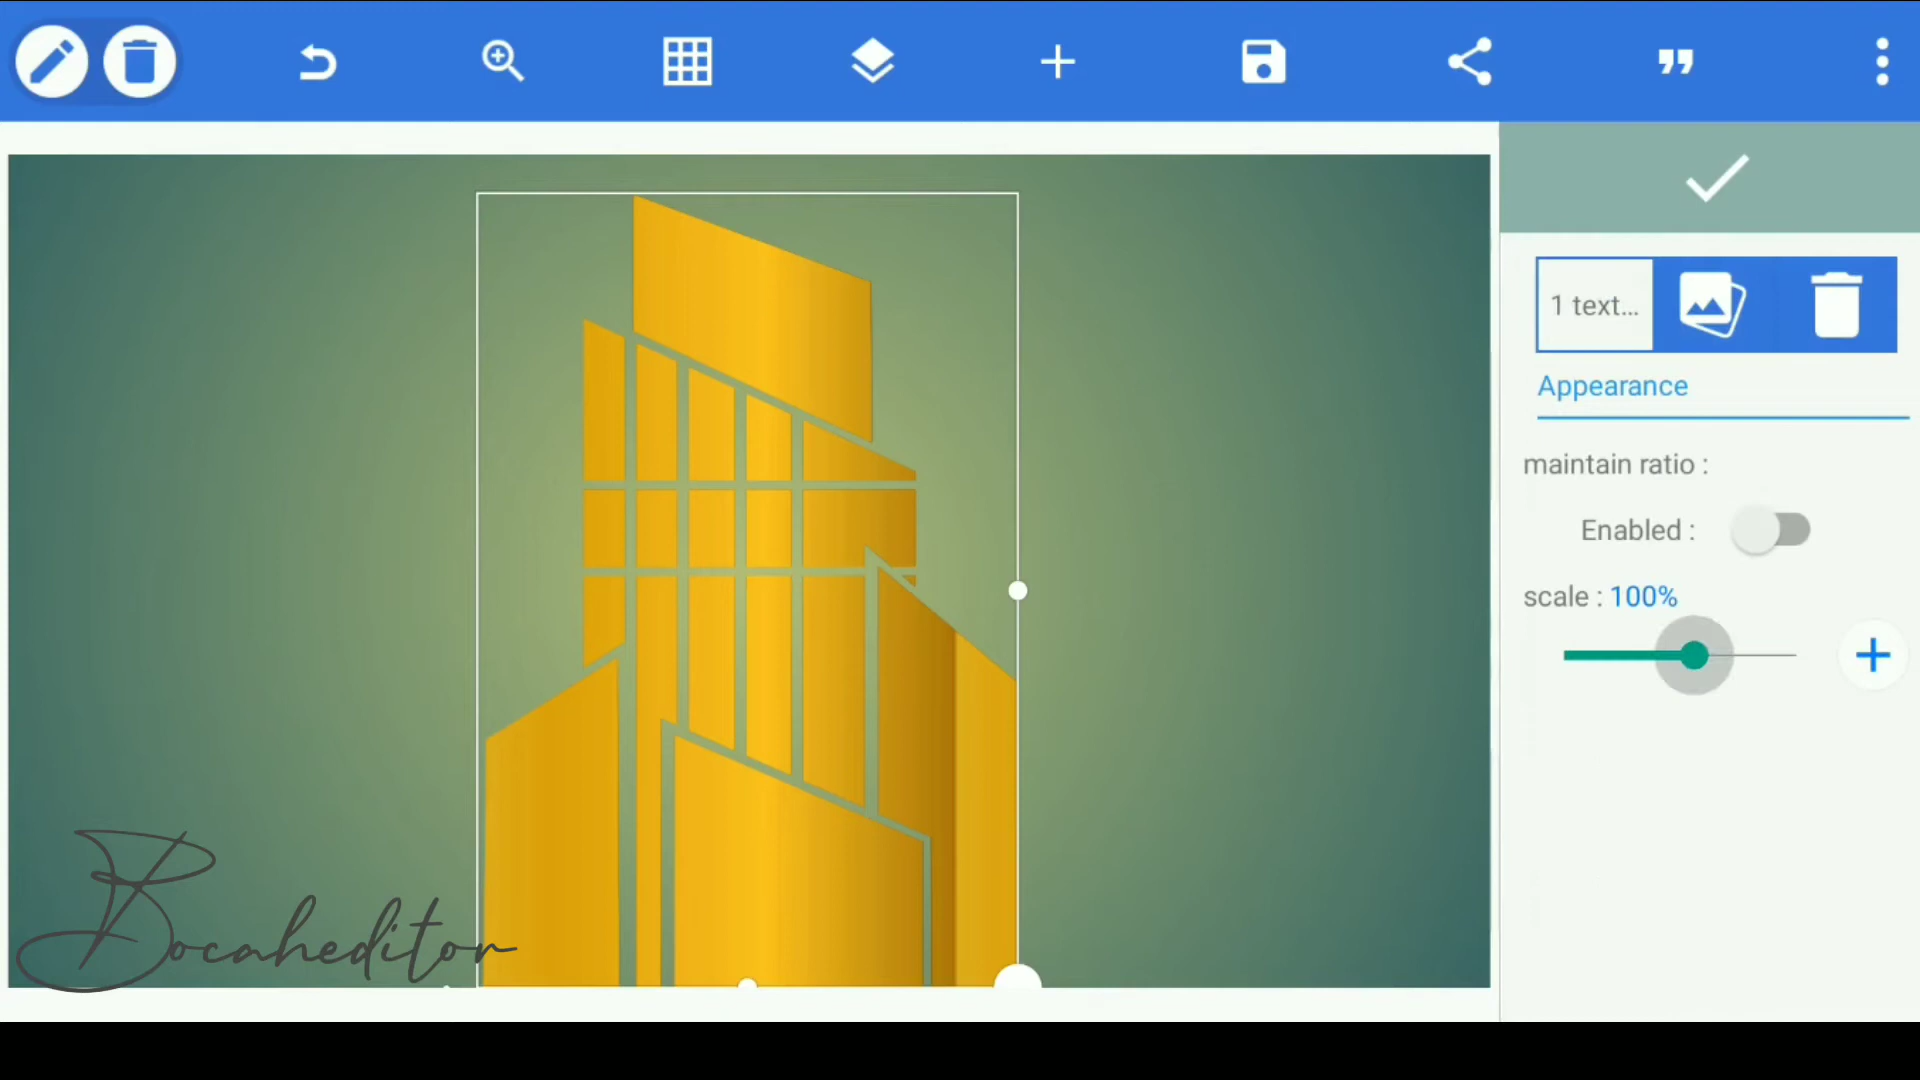 1 text...
Appearance
maintain ratio :
Enabled :
scale : 100%
Bocaheditor